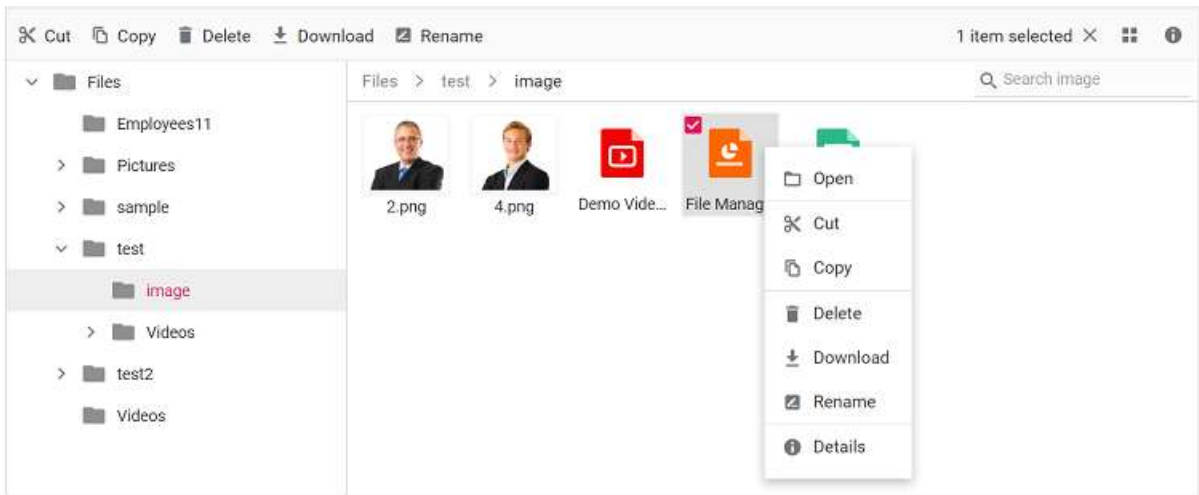 Cut Copy Delete Download Rename 1 item selected
Files
Employees11
Pictures
sample
test
image
Videos
test2
Videos
Files > test > image Search image
2.png 4.png Demo Vide... File Manag
Open
Cut
Copy
Delete
Download
Rename
Details